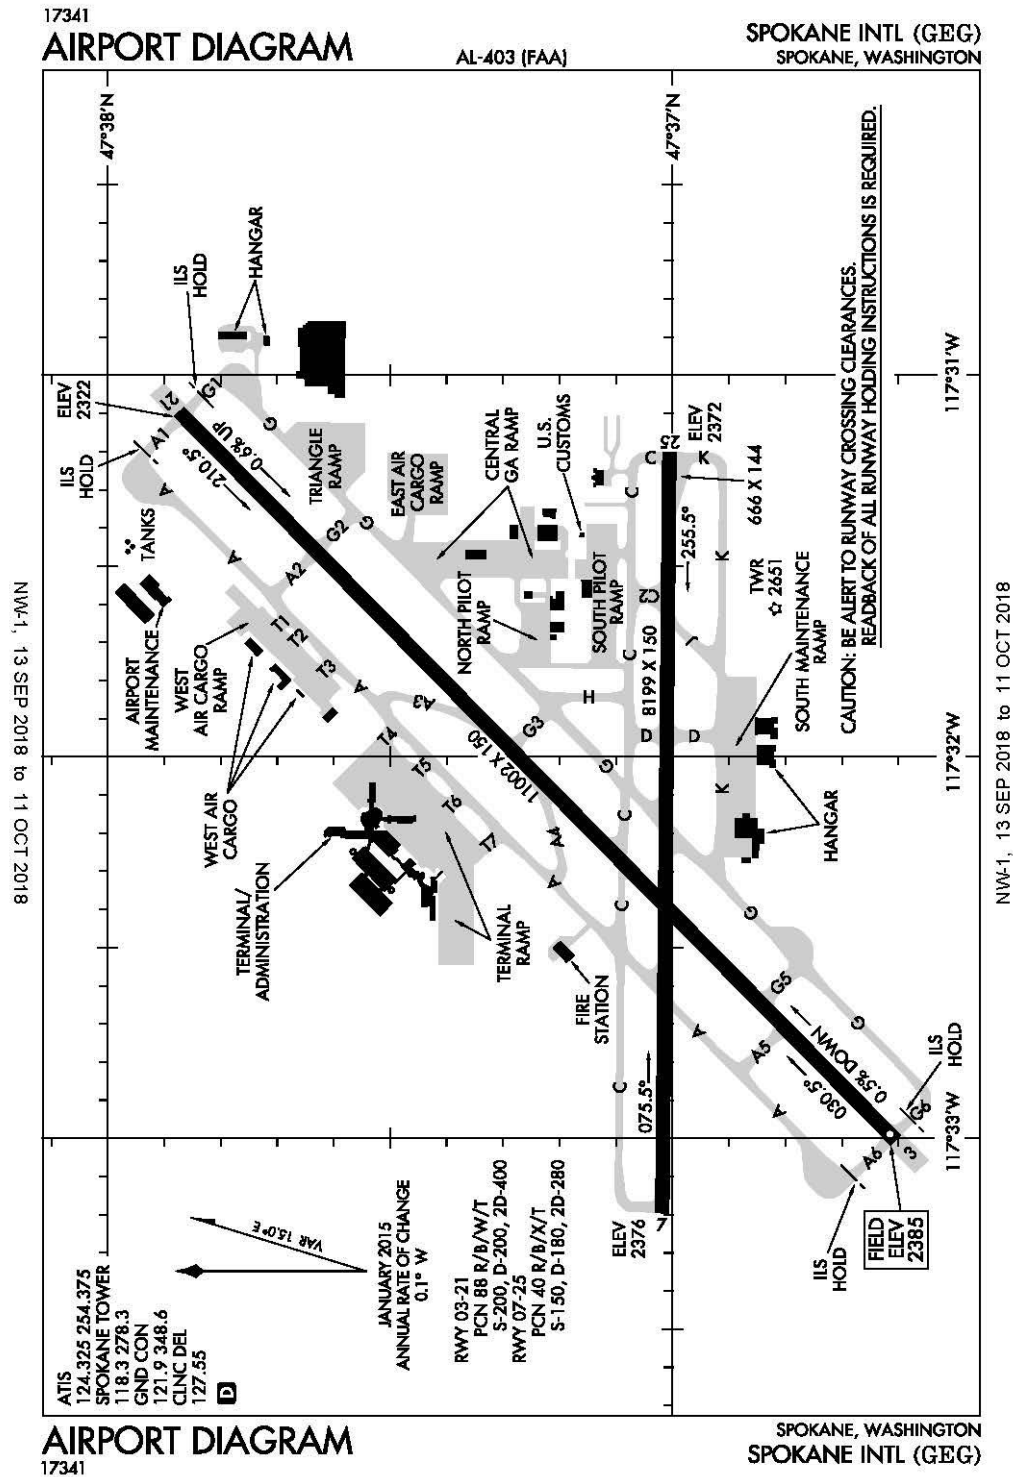 17341
AIRPORT DIAGRAM
AL-403 (FAA)
SPOKANE INTL (GEG)
SPOKANE, WASHINGTON
NW-1, 13 SEP 2018 to 11 OCT 2018
NW-1, 13 SEP 2018 to 11 OCT 2018
ATIS
124.325 254.375
SPOKANE TOWER
118.3 278.3
GND CON
121.9 348.6
CLNC DEL
127.55
D
VAR 15.0° E
JANUARY 2015
ANNUAL RATE OF CHANGE
0.1° W
RWY 03-21
PCN 88 R/B/W/T
S-200, D-200, 2D-400
RWY 07-25
PCN 40 R/B/X/T
S-150, D-180, 2D-280
47°38'N
47°37'N
117°31'W
117°32'W
117°33'W
CAUTION: BE ALERT TO RUNWAY CROSSING CLEARANCES.
READBACK OF ALL RUNWAY HOLDING INSTRUCTIONS IS REQUIRED.
ILS
HOLD
HANGAR
ELEV
2322
21
G1
A1
ILS
HOLD
A
G
0.6% UP
210.5°
TRIANGLE
RAMP
EAST AIR
CARGO
RAMP
CENTRAL
GA RAMP
U.S.
CUSTOMS
TANKS
A
A2
G2
G
AIRPORT
MAINTENANCE
WEST
AIR CARGO
RAMP
T1
T2
T3
A
A3
NORTH PILOT
RAMP
SOUTH PILOT
RAMP
C
C
25
ELEV
2372
K
666 X 144
255.5°
K
C2
C
J
8199 X 150
TWR
2651
SOUTH MAINTENANCE
RAMP
H
D
D
G3
G
11002 X 150
WEST AIR
CARGO
T4
T5
T6
T7
A4
A
C
C
K
HANGAR
TERMINAL/
ADMINISTRATION
TERMINAL
RAMP
FIRE
STATION
G
G5
G
A
A5
A
C
075.5°
0.5% DOWN
030.5°
ILS
HOLD
G6
3
A6
ILS
HOLD
FIELD
ELEV
2385
ELEV
2376
7
AIRPORT DIAGRAM
17341
SPOKANE, WASHINGTON
SPOKANE INTL (GEG)